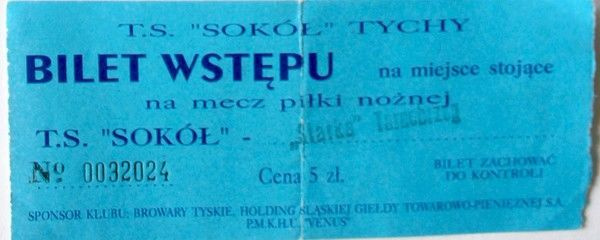 T.S. "SOKÓŁ" TYCHY
BILET WSTĘPU na miejsce stojące
na mecz piłki nożnej
T.S. "SOKÓŁ" - „Siarka” Tarnobrzeg
Nº 0032024
Cena 5 zł.
BILET ZACHOWAĆ
DO KONTROLI
SPONSOR KLUBU: BROWARY TYSKIE, HOLDING ŚLĄSKIEJ GIEŁDY TOWAROWO-PIENIĘŻNEJ S.A.
P.M.K.H.U. "VENUS"